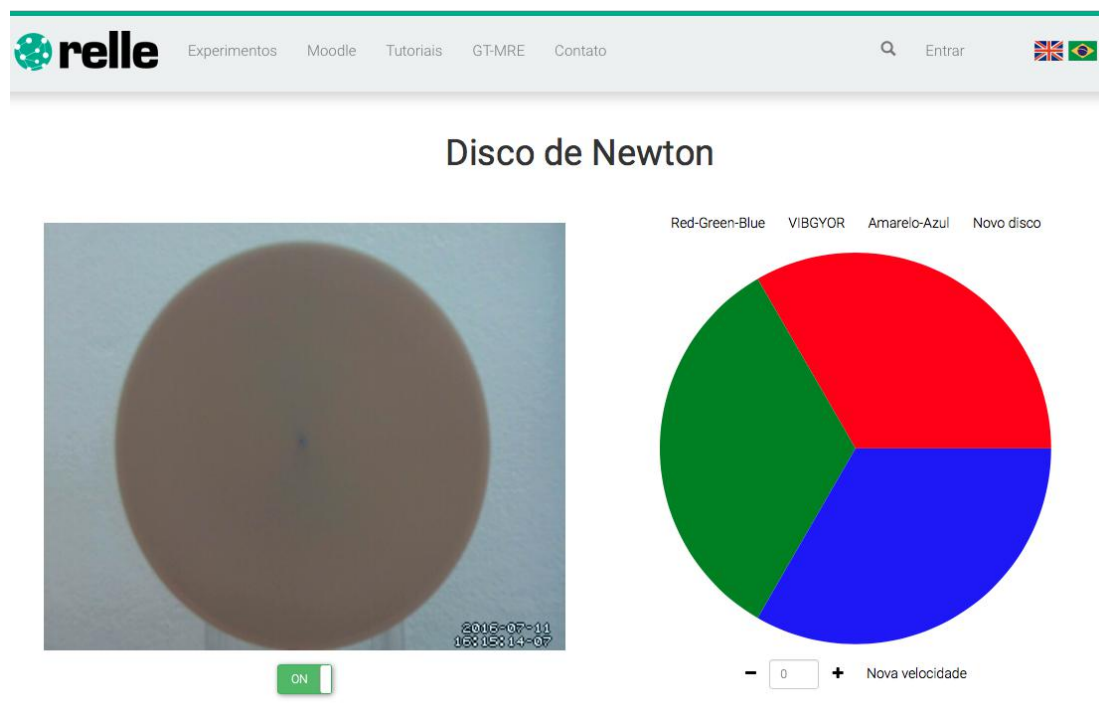 relle Experimentos Moodle Tutoriais GT-MRE Contato Entrar
Disco de Newton
Red-Green-Blue VIBGYOR Amarelo-Azul Novo disco
2016-07-11
16:15:14-07
ON
0 Nova velocidade